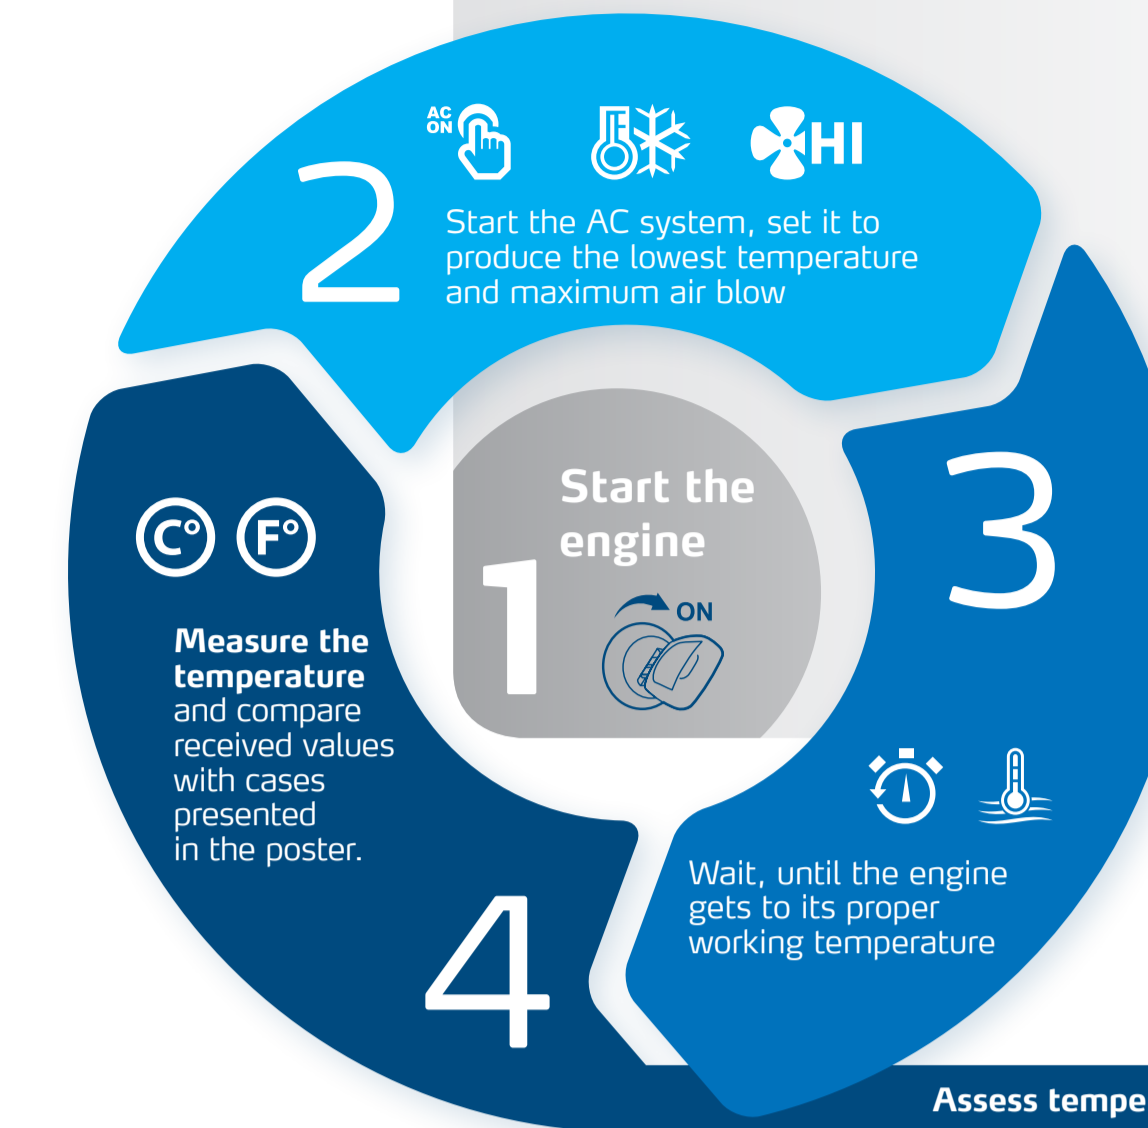 1
Start the
engine
ON
2
AC
ON
HI
Start the AC system, set it to
produce the lowest temperature
and maximum air blow
3
Wait, until the engine
gets to its proper
working temperature
4
C° F°
Measure the
temperature
and compare
received values
with cases
presented
in the poster.
Assess tempe